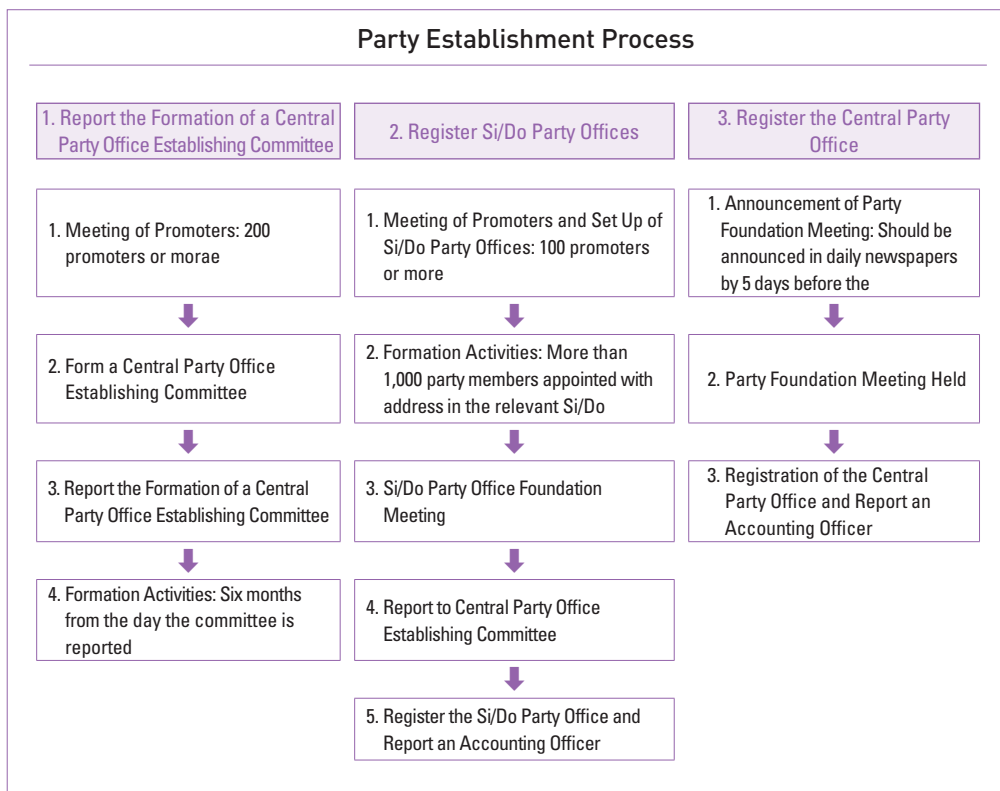 Party Establishment Process
1. Report the Formation of a Central
Party Office Establishing Committee
1. Meeting of Promoters: 200
promoters or morae
2. Form a Central Party Office
Establishing Committee
3. Report the Formation of a Central
Party Office Establishing Committee
4. Formation Activities: Six months
from the day the committee is
reported
2. Register Si/Do Party Offices
1. Meeting of Promoters and Set Up of
Si/Do Party Offices: 100 promoters
or more
2. Formation Activities: More than
1,000 party members appointed with
address in the relevant Si/Do
3. Si/Do Party Office Foundation
Meeting
4. Report to Central Party Office
Establishing Committee
5. Register the Si/Do Party Office and
Report an Accounting Officer
3. Register the Central Party
Office
1. Announcement of Party
Foundation Meeting: Should be
announced in daily newspapers
by 5 days before the
2. Party Foundation Meeting Held
3. Registration of the Central
Party Office and Report an
Accounting Officer